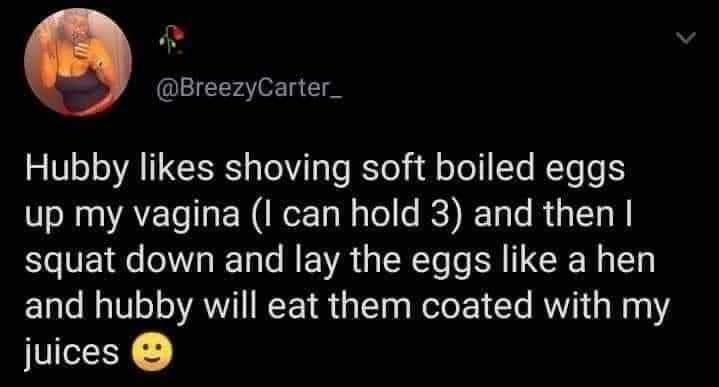 🥀
@BreezyCarter_
Hubby likes shoving soft boiled eggs
up my vagina (I can hold 3) and then I
squat down and lay the eggs like a hen
and hubby will eat them coated with my
juices 🙂